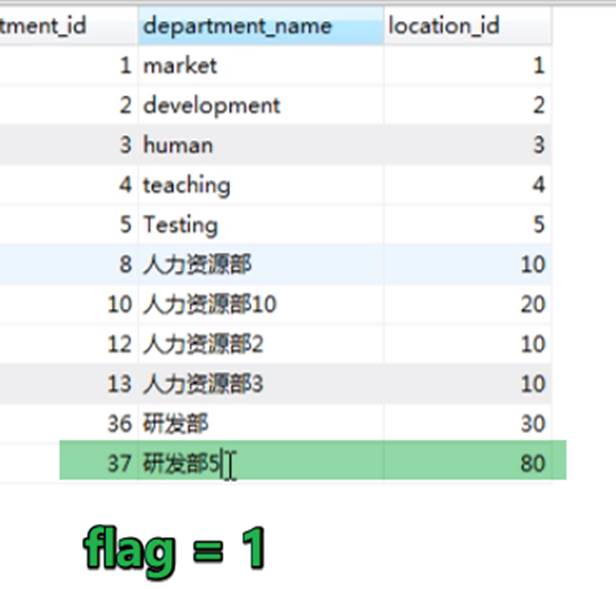 tment_id department_name location_id
1 market 1
2 development 2
3 human 3
4 teaching 4
5 Testing 5
8 人力资源部 10
10 人力资源部10 20
12 人力资源部2 10
13 人力资源部3 10
36 研发部 30
37 研发部5 80
flag = 1